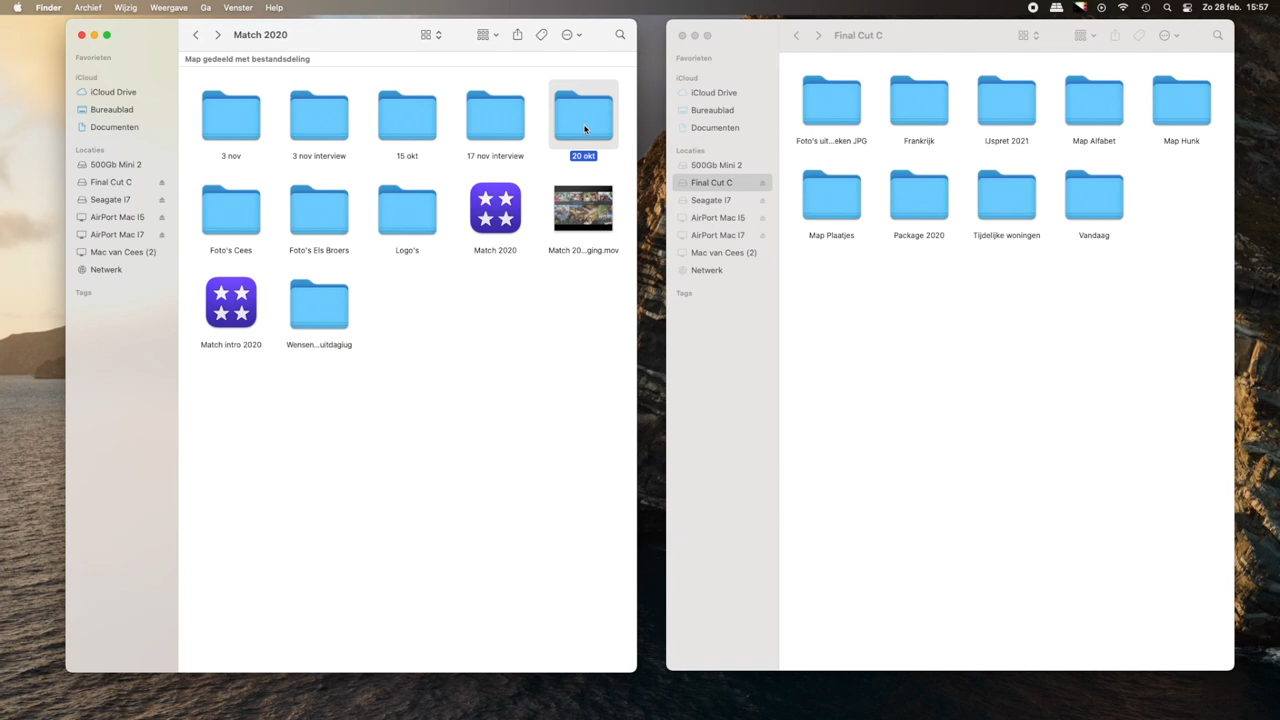 Finder Archief Wijzig Weergave Ga Venster Help Zo 28 feb. 15:57
Match 2020
Map gedeeld met bestandsdeling
Favorieten
iCloud
iCloud Drive
Bureaublad
Documenten
Locaties
500Gb Mini 2
Final Cut C
Seagate I7
AirPort Mac I5
AirPort Mac I7
Mac van Cees (2)
Netwerk
Tags
3 nov 3 nov interview 15 okt 17 nov interview 20 okt
Foto's Cees Foto's Els Broers Logo's Match 2020 Match 20...ging.mov
Match intro 2020 Wensen...uitdagiug
Final Cut C
Favorieten
iCloud
iCloud Drive
Bureaublad
Documenten
Locaties
500Gb Mini 2
Final Cut C
Seagate I7
AirPort Mac I5
AirPort Mac I7
Mac van Cees (2)
Netwerk
Tags
Foto's uit...eken JPG Frankrijk IJspret 2021 Map Alfabet Map Hunk
Map Plaatjes Package 2020 Tijdelijke woningen Vandaag